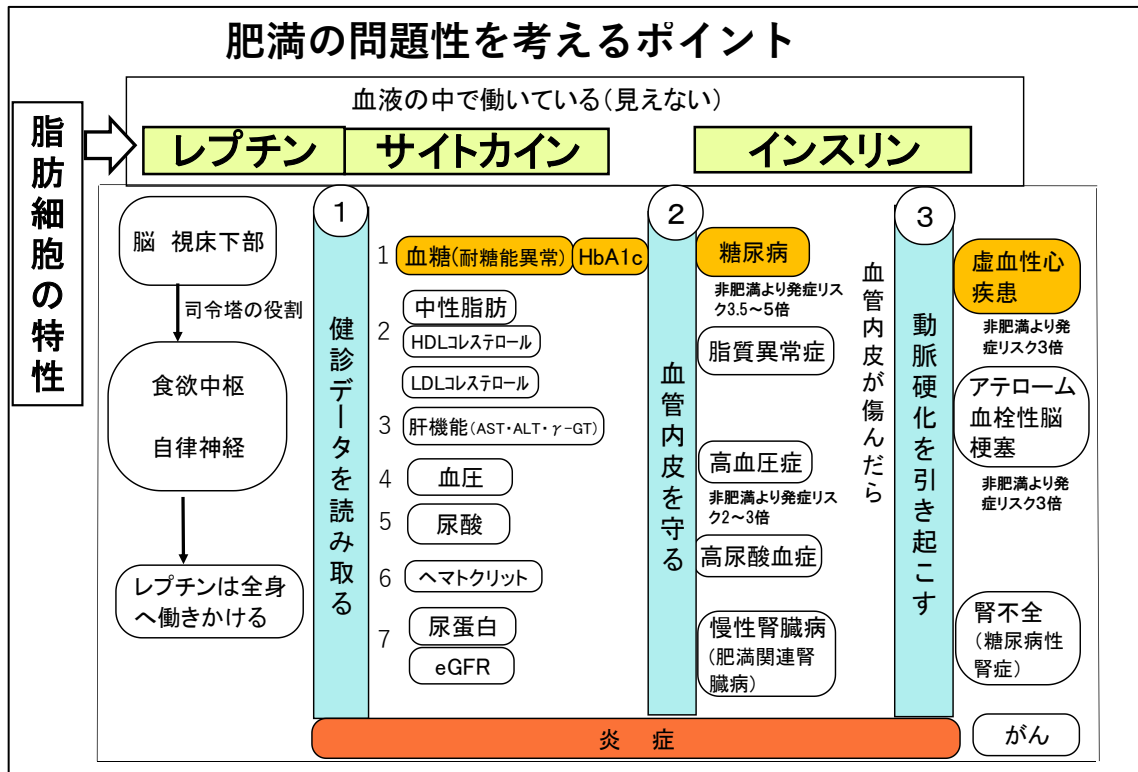 肥満の問題性を考えるポイント
脂肪細胞の特性
血液の中で働いている(見えない)
レプチン
サイトカイン
インスリン
脳 視床下部
司令塔の役割
食欲中枢
自律神経
レプチンは全身
へ働きかける
1
健診データを読み取る
1 血糖(耐糖能異常) HbA1c
2 中性脂肪
HDLコレステロール
LDLコレステロール
3 肝機能(AST・ALT・γ-GT)
4 血圧
5 尿酸
6 ヘマトクリット
7 尿蛋白
eGFR
2
血管内皮を守る
糖尿病
非肥満より発症リス
ク3.5～5倍
脂質異常症
高血圧症
非肥満より発症リス
ク2～3倍
高尿酸血症
慢性腎臓病
(肥満関連腎
臓病)
血管内皮が傷んだら
3
動脈硬化を引き起こす
虚血性心
疾患
非肥満より発
症リスク3倍
アテローム
血栓性脳
梗塞
非肥満より発
症リスク3倍
腎不全
(糖尿病性
腎症)
がん
炎 症